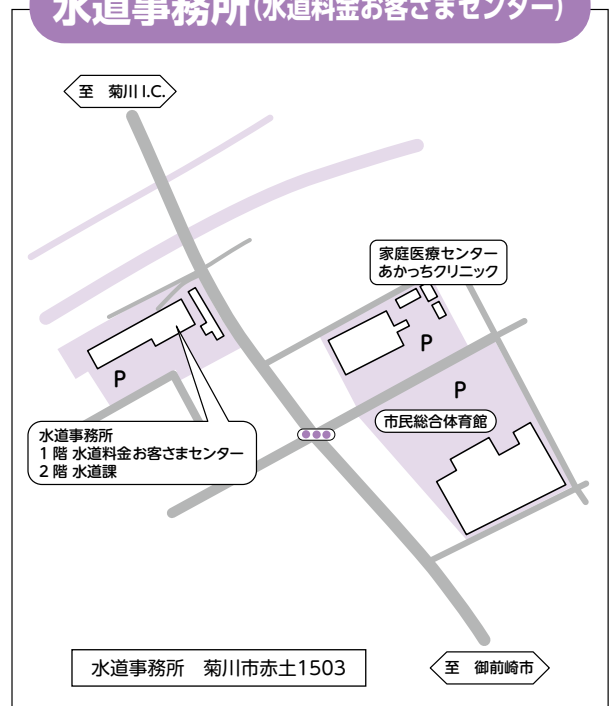 水道事務所(水道料金お客さまセンター)
至 菊川I.C.
家庭医療センター
あかっちクリニック
P
P
P
市民総合体育館
水道事務所
1階 水道料金お客さまセンター
2階 水道課
水道事務所 菊川市赤土1503
至 御前崎市